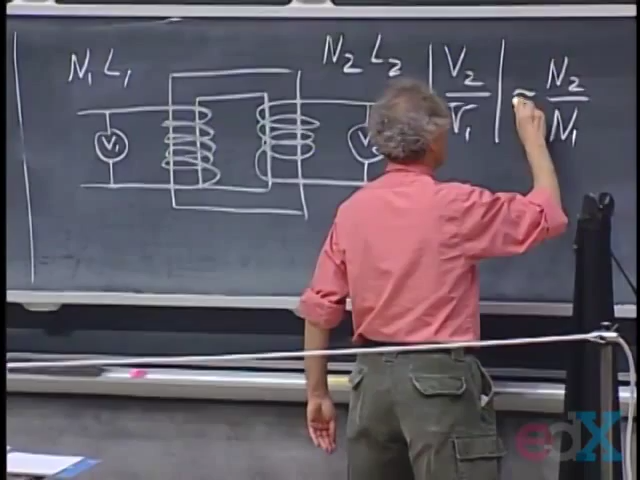 N₁ L₁
N₂ L₂
|V₂/V₁| ≈ N₂/N₁
V₁
V
edX